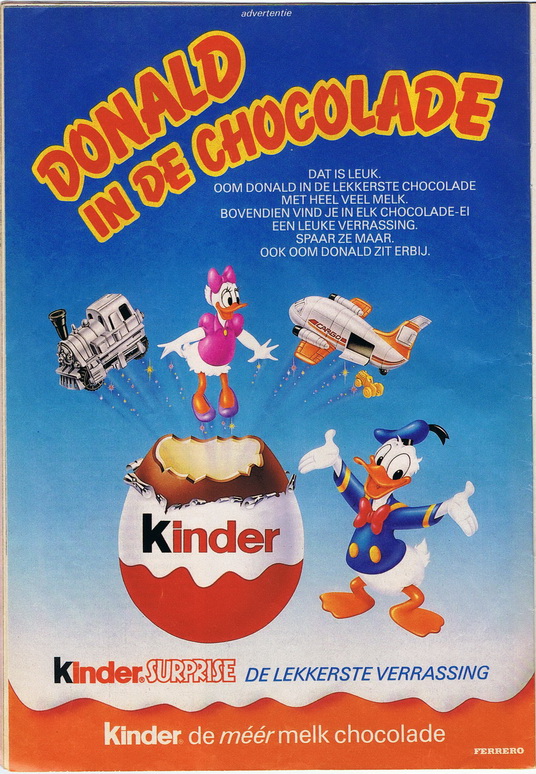 advertentie
DONALD
IN DE CHOCOLADE
DAT IS LEUK.
OOM DONALD IN DE LEKKERSTE CHOCOLADE
MET HEEL VEEL MELK.
BOVENDIEN VIND JE IN ELK CHOCOLADE-EI
EEN LEUKE VERRASSING.
SPAAR ZE MAAR.
OOK OOM DONALD ZIT ERBIJ.
CARGO
Kinder
Kinder SURPRISE DE LEKKERSTE VERRASSING
Kinder de méér melk chocolade
FERRERO